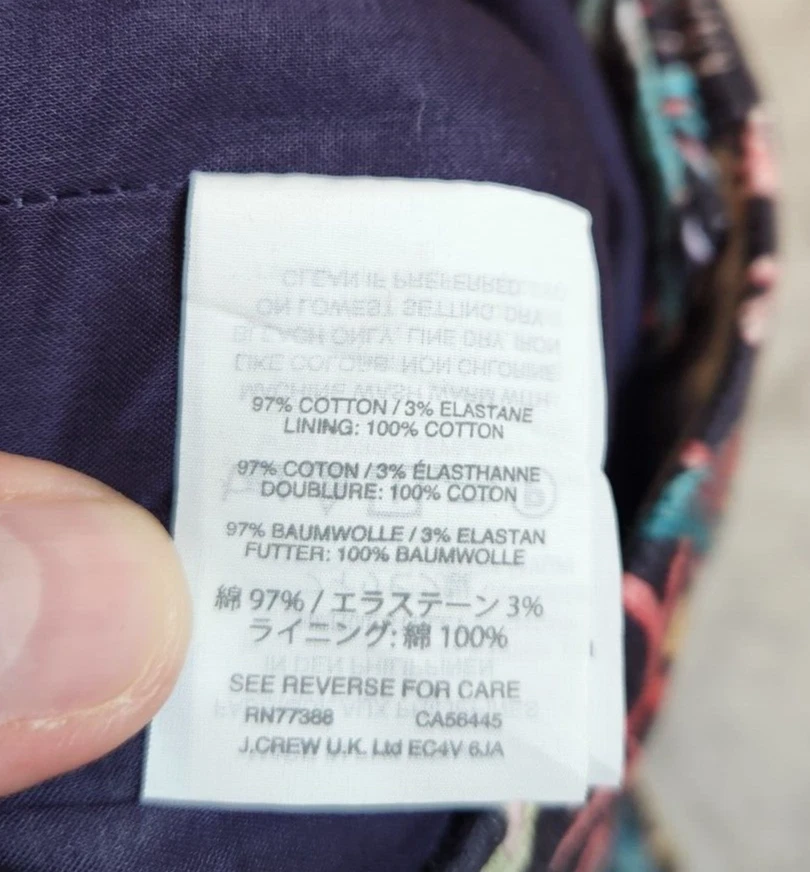 97% COTTON / 3% ELASTANE
LINING: 100% COTTON
97% COTON / 3% ÉLASTHANNE
DOUBLURE: 100% COTON
97% BAUMWOLLE / 3% ELASTAN
FUTTER: 100% BAUMWOLLE
綿 97% / エラステーン 3%
ライニング: 綿 100%
SEE REVERSE FOR CARE
RN77388 CA56445
J.CREW U.K. Ltd EC4V 6JA